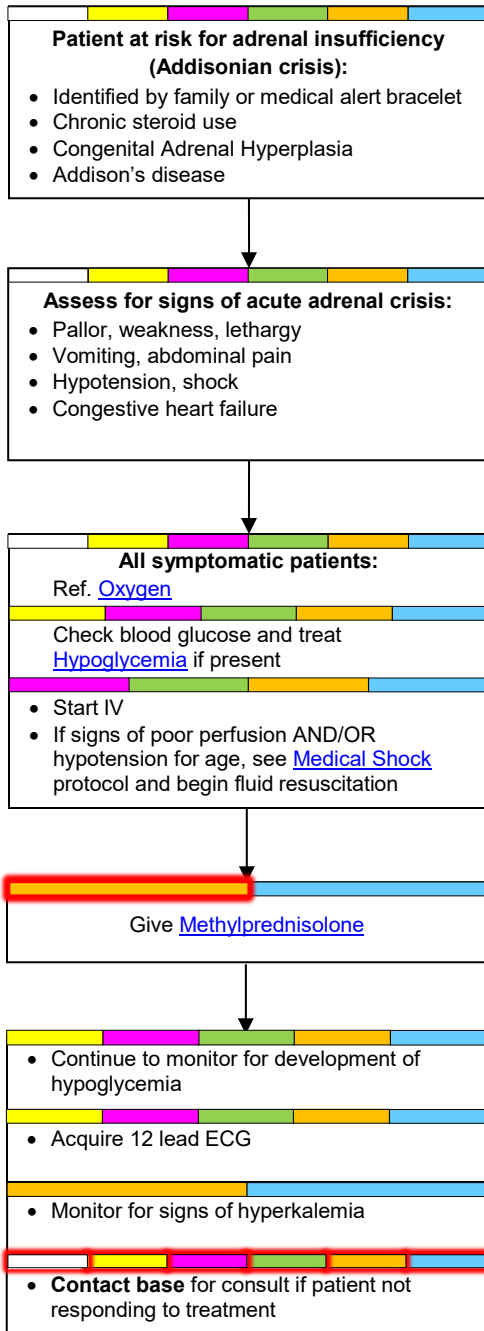 Patient at risk for adrenal insufficiency
(Addisonian crisis):
• Identified by family or medical alert bracelet
• Chronic steroid use
• Congenital Adrenal Hyperplasia
• Addison's disease
Assess for signs of acute adrenal crisis:
• Pallor, weakness, lethargy
• Vomiting, abdominal pain
• Hypotension, shock
• Congestive heart failure
All symptomatic patients:
Ref. Oxygen
Check blood glucose and treat
Hypoglycemia if present
• Start IV
• If signs of poor perfusion AND/OR
hypotension for age, see Medical Shock
protocol and begin fluid resuscitation
Give Methylprednisolone
• Continue to monitor for development of
hypoglycemia
• Acquire 12 lead ECG
• Monitor for signs of hyperkalemia
• Contact base for consult if patient not
responding to treatment